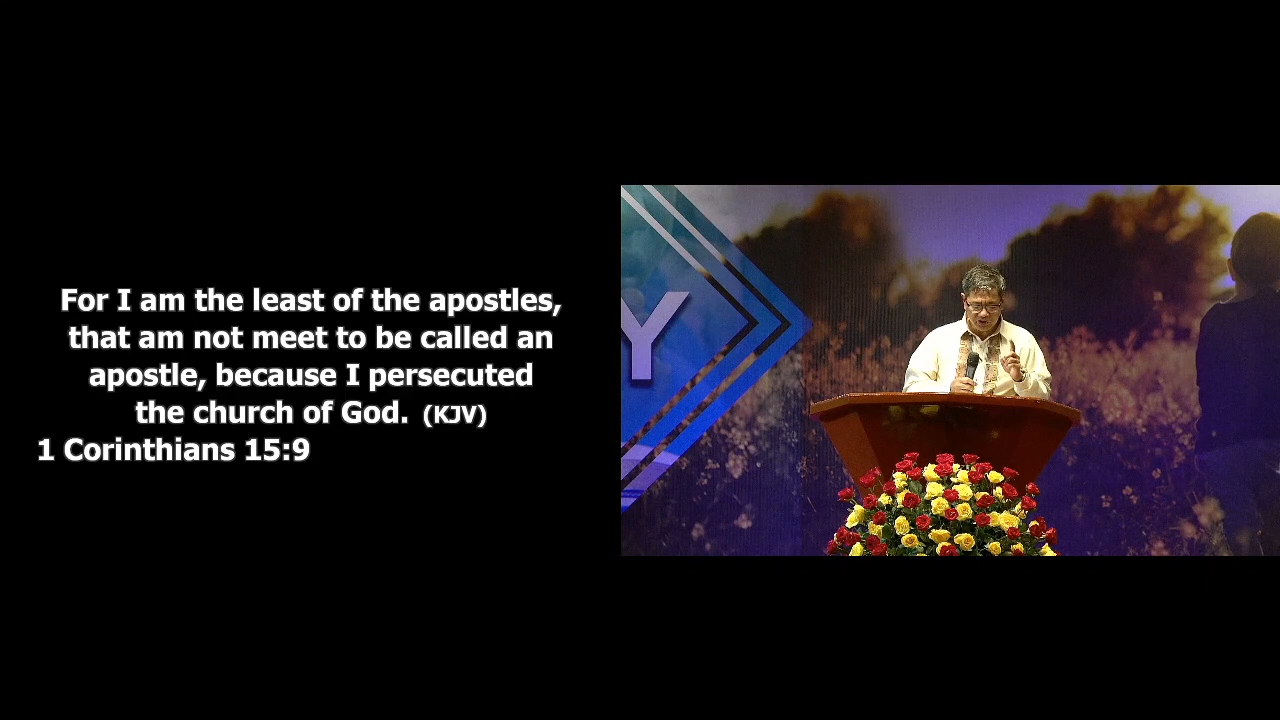 For I am the least of the apostles,
that am not meet to be called an
apostle, because I persecuted
the church of God. (KJV)
1 Corinthians 15:9
Y